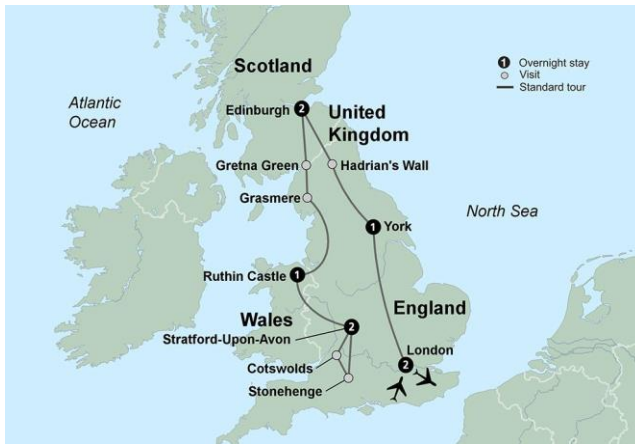 1 Overnight stay
Visit
Standard tour
Scotland
Atlantic
Ocean
Edinburgh
2
United
Kingdom
Gretna Green
Hadrian's Wall
Grasmere
North Sea
1
York
Ruthin Castle
1
England
Wales
2
Stratford-Upon-Avon
London
2
Cotswolds
Stonehenge